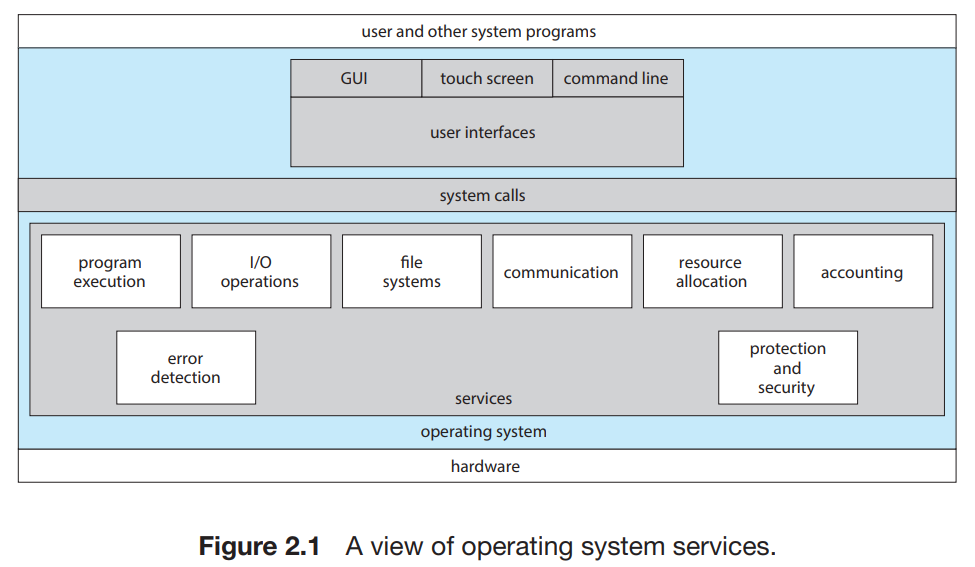 user and other system programs
GUI
touch screen
command line
user interfaces
system calls
program
execution
I/O
operations
file
systems
communication
resource
allocation
accounting
error
detection
protection
and
security
services
operating system
hardware
Figure 2.1 A view of operating system services.